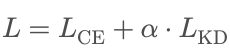 L = L_CE + α · L_KD